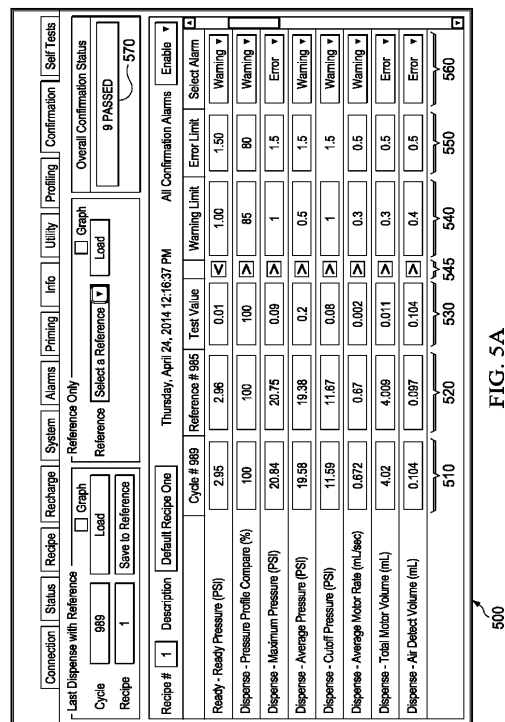 Connection Status Recipe Recharge System Alarms Priming Info Utility Profiling Confirmation Self Tests
Last Dispense with Reference
Graph
Cycle 989 Load
Recipe 1 Save to Reference
Reference Only
Graph
Reference Select a Reference Load
Overall Confirmation Status
9 PASSED
570
Recipe # 1 Description Default Recipe One Thursday, April 24, 2014 12:16:37 PM All Confirmation Alarms Enable
Cycle # 989 Reference # 985 Test Value Warning Limit Error Limit Select Alarm
Ready - Ready Pressure (PSI) 2.95 2.96 0.01 < 1.00 1.50 Warning
Dispense - Pressure Profile Compare (%) 100 100 100 > 85 80 Warning
Dispense - Maximum Pressure (PSI) 20.84 20.75 0.09 > 1 1.5 Error
Dispense - Average Pressure (PSI) 19.58 19.38 0.2 > 0.5 1.5 Warning
Dispense - Cutoff Pressure (PSI) 11.59 11.67 0.08 > 1 1.5 Warning
Dispense - Average Motor Rate (mL/sec) 0.672 0.67 0.002 > 0.3 0.5 Warning
Dispense - Total Motor Volume (mL) 4.02 4.009 0.011 > 0.3 0.5 Error
Dispense - Air Detect Volume (mL) 0.104 0.097 0.104 > 0.4 0.5 Error
510 520 530 545 540 550 560
500
FIG. 5A